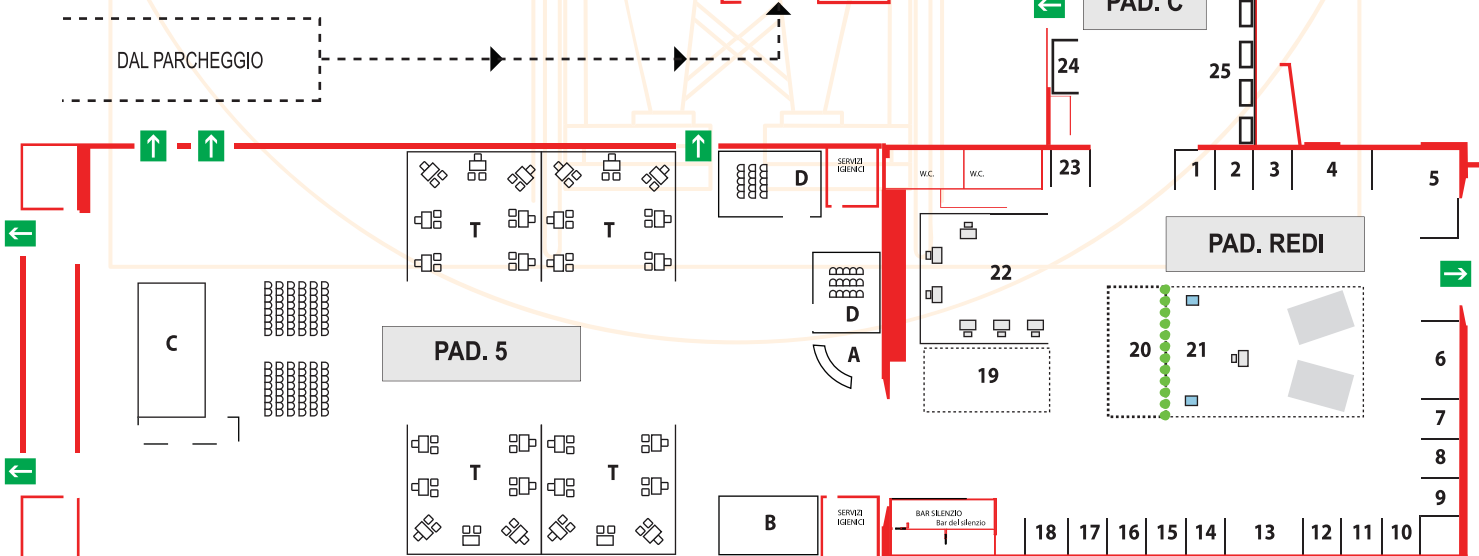 PAD. C
DAL PARCHEGGIO
24
25
SERVIZI
IGIENICI
D
W.C.
W.C.
23
1
2
3
4
5
T
T
PAD. REDI
22
D
C
PAD. 5
A
20
21
6
19
7
8
9
T
T
B
SERVIZI
IGIENICI
BAR SILENZIO
Bar del silenzio
18
17
16
15
14
13
12
11
10